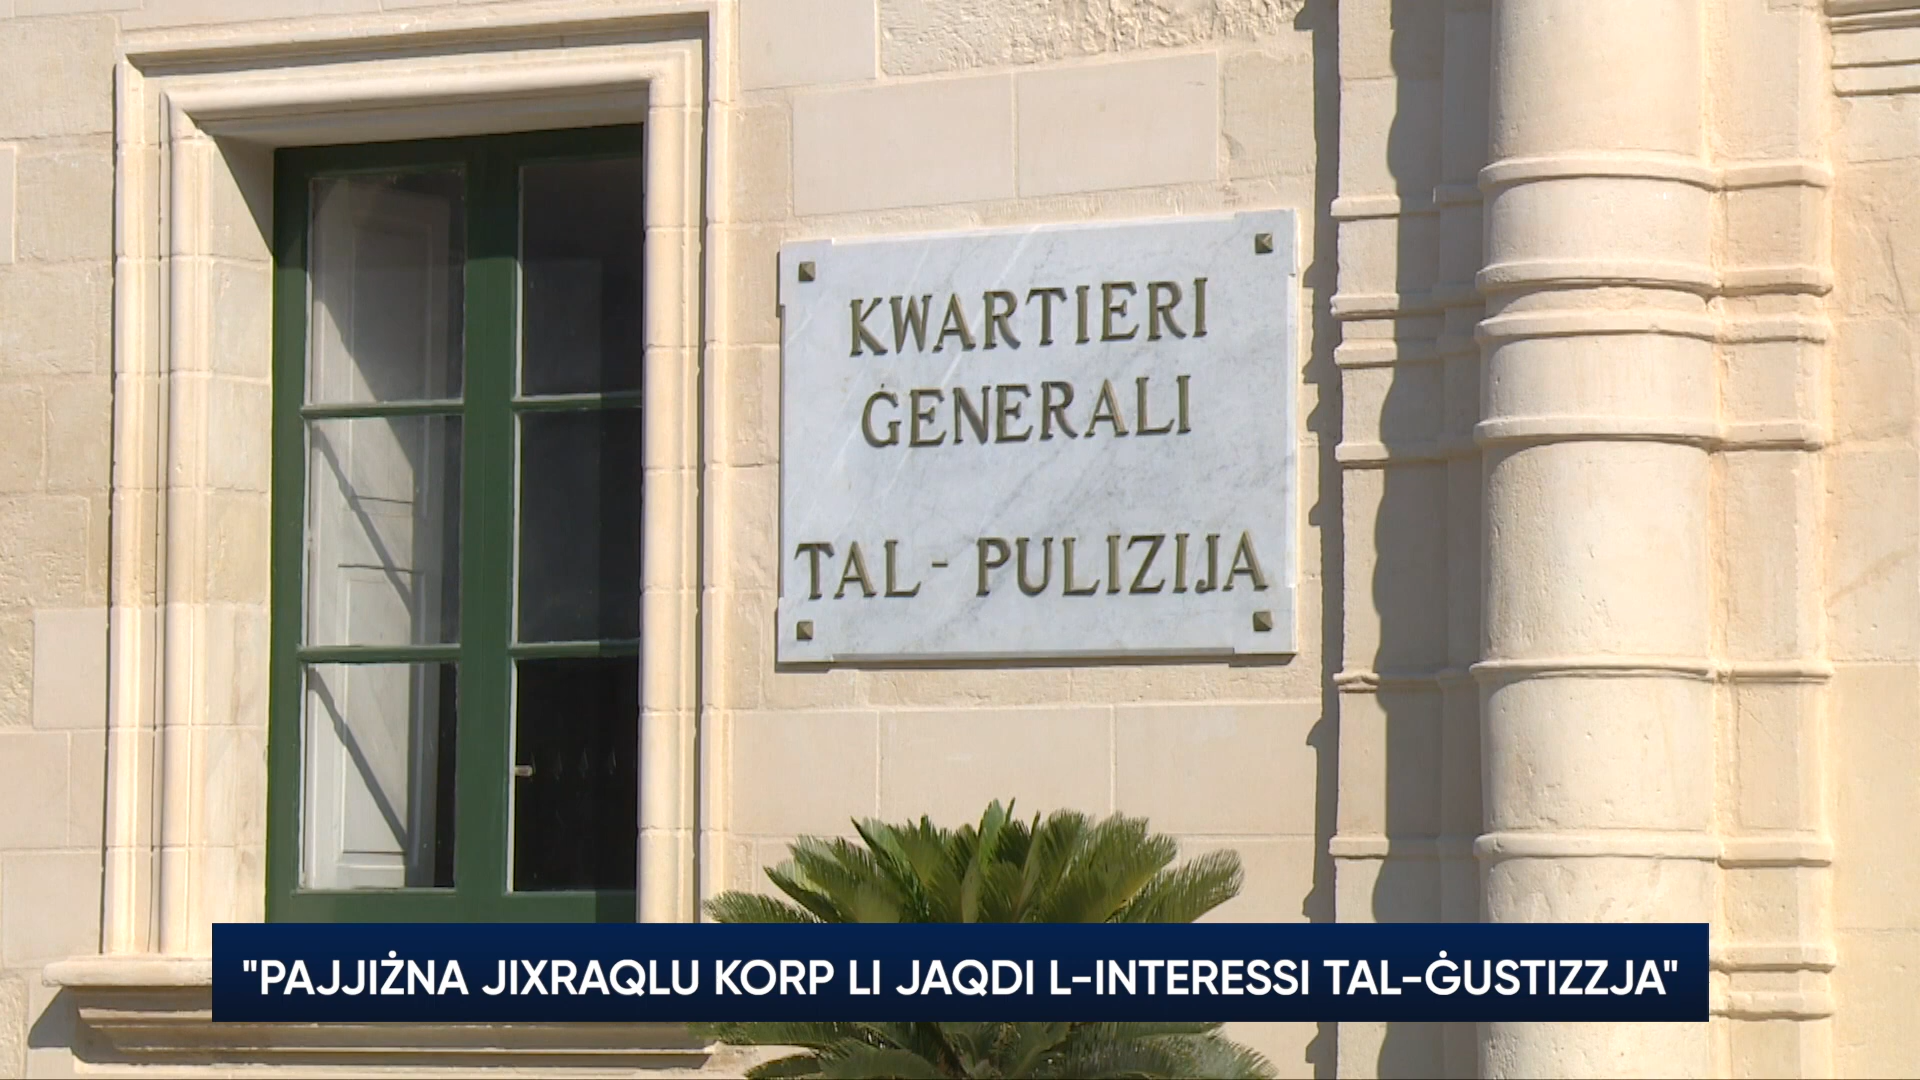 KWARTIERI
ĠENERALI
TAL-PULIZIJA
"PAJJIŻNA JIXRAQLU KORP LI JAQDI L-INTERESSI TAL-ĠUSTIZZJA"